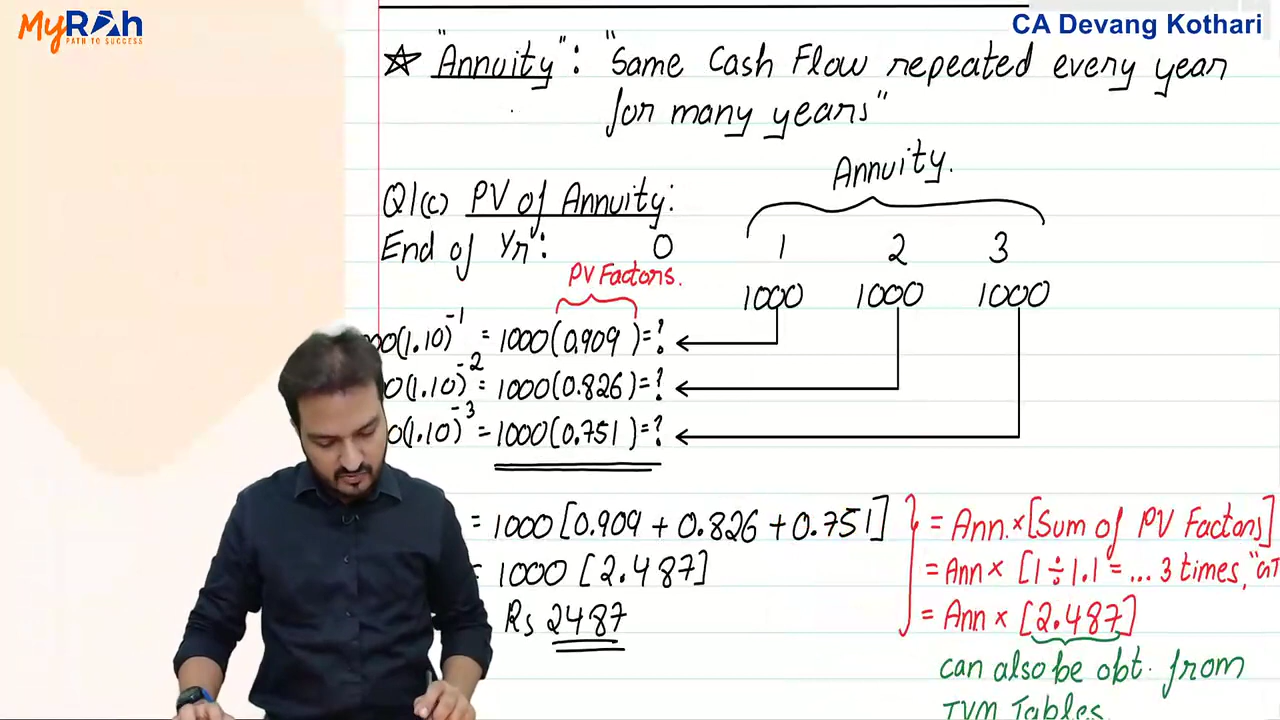 MyRAh
PATH TO SUCCESS
CA Devang Kothari
☆ "Annuity": "Same Cash Flow repeated every year
for many years"
Annuity.
Q1(c) PV of Annuity:
End of Yr: 0 1 2 3
PV Factors.
1000 1000 1000
00(1.10)⁻¹ = 1000(0.909)=?
0(1.10)⁻² = 1000(0.826)=?
0(1.10)⁻³ = 1000(0.751)=?
= 1000[0.909 + 0.826 + 0.751]
= 1000 [2.487]
Rs 2487
= Ann.×[Sum of PV Factors]
= Ann × [1÷1.1 = ... 3 times,
= Ann × [2.487]
can also be obt. from
TVM Tables